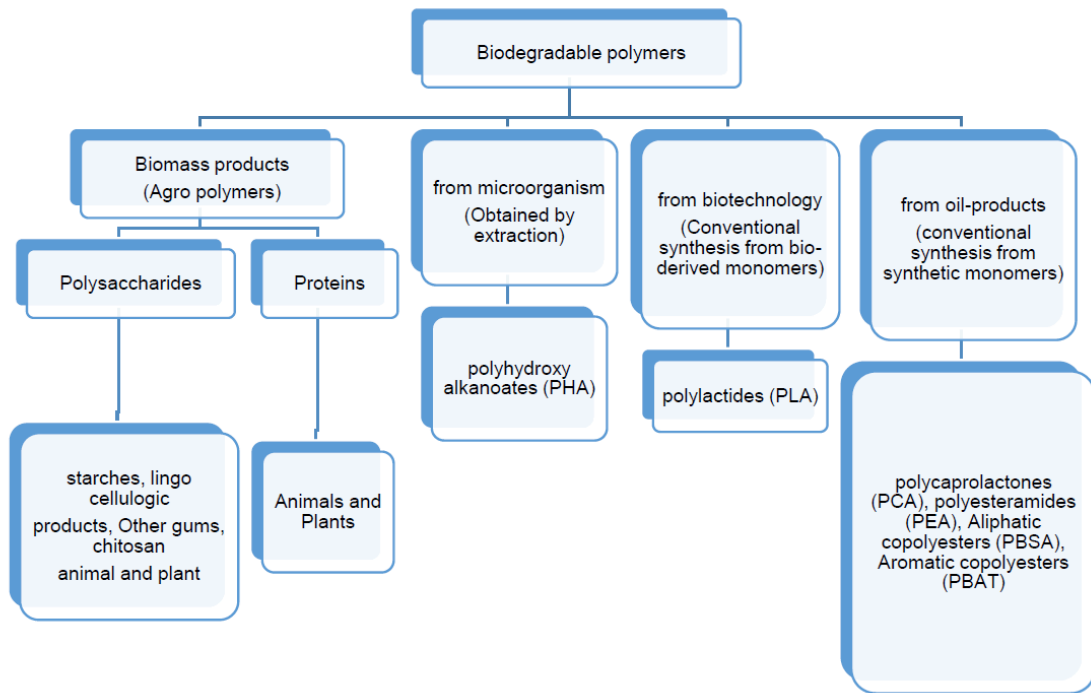 Biodegradable polymers
Biomass products
(Agro polymers)
from microorganism
(Obtained by
extraction)
from biotechnology
(Conventional
synthesis from bio-
derived monomers)
from oil-products
(conventional
synthesis from
synthetic monomers)
Polysaccharides
Proteins
polyhydroxy
alkanoates (PHA)
polylactides (PLA)
starches, lingo
cellulogic
products, Other gums,
chitosan
animal and plant
Animals and
Plants
polycaprolactones
(PCA), polyesteramides
(PEA), Aliphatic
copolyesters (PBSA),
Aromatic copolyesters
(PBAT)